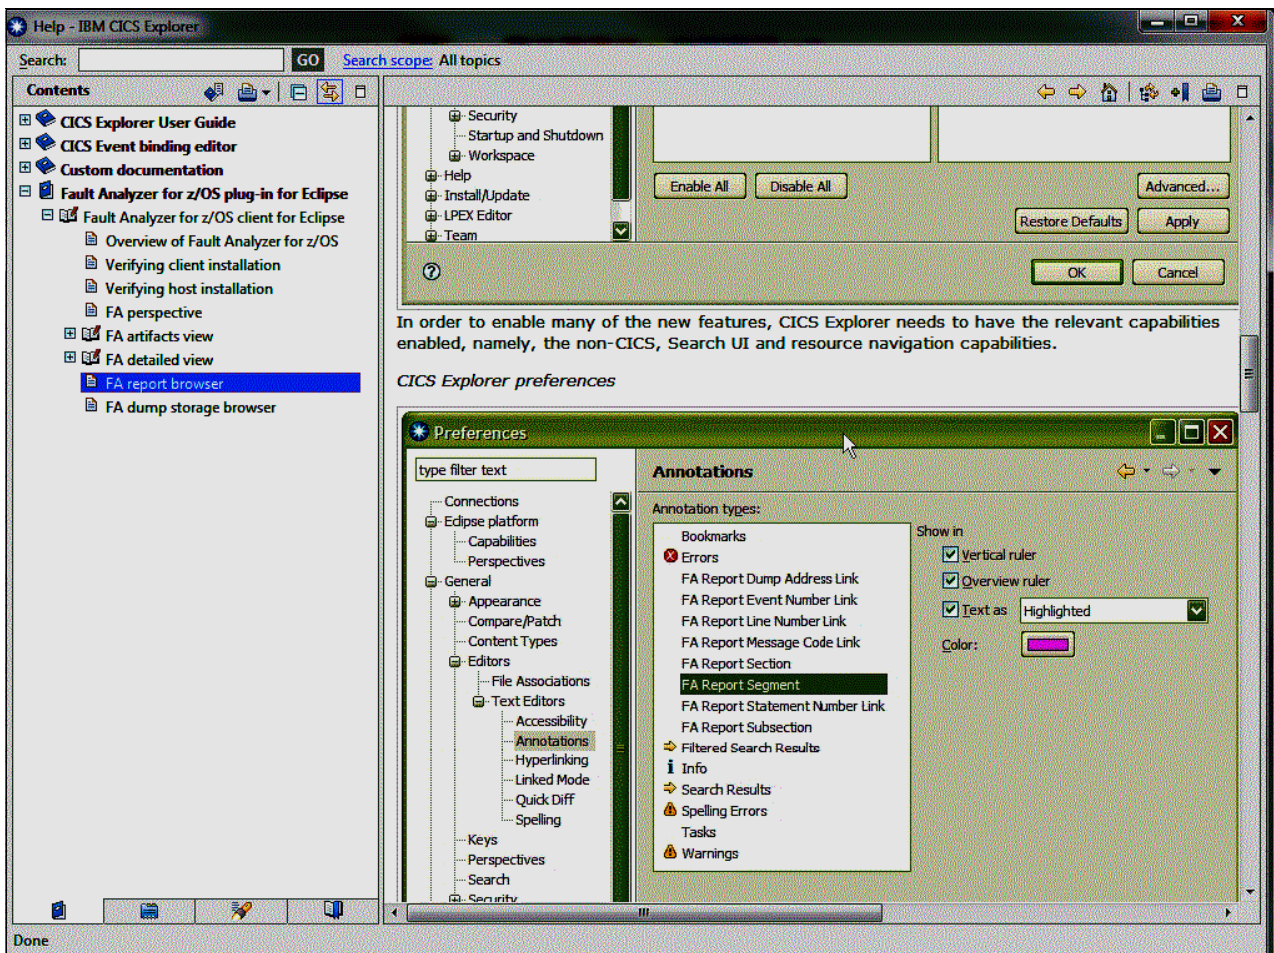 Help - IBM CICS Explorer
Search: GO Search scope: All topics
Contents
CICS Explorer User Guide
CICS Event binding editor
Custom documentation
Fault Analyzer for z/OS plug-in for Eclipse
Fault Analyzer for z/OS client for Eclipse
Overview of Fault Analyzer for z/OS
Verifying client installation
Verifying host installation
FA perspective
FA artifacts view
FA detailed view
FA report browser
FA dump storage browser
Security
Startup and Shutdown
Workspace
Help
Install/Update
LPEX Editor
Team
Enable All Disable All Advanced...
Restore Defaults Apply
OK Cancel
In order to enable many of the new features, CICS Explorer needs to have the relevant capabilities
enabled, namely, the non-CICS, Search UI and resource navigation capabilities.
CICS Explorer preferences
Preferences
type filter text
Connections
Eclipse platform
Capabilities
Perspectives
General
Appearance
Compare/Patch
Content Types
Editors
File Associations
Text Editors
Accessibility
Annotations
Hyperlinking
Linked Mode
Quick Diff
Spelling
Keys
Perspectives
Search
Security
Annotations
Annotation types:
Bookmarks
Errors
FA Report Dump Address Link
FA Report Event Number Link
FA Report Line Number Link
FA Report Message Code Link
FA Report Section
FA Report Segment
FA Report Statement Number Link
FA Report Subsection
Filtered Search Results
Info
Search Results
Spelling Errors
Tasks
Warnings
Show in
Vertical ruler
Overview ruler
Text as Highlighted
Color:
Done